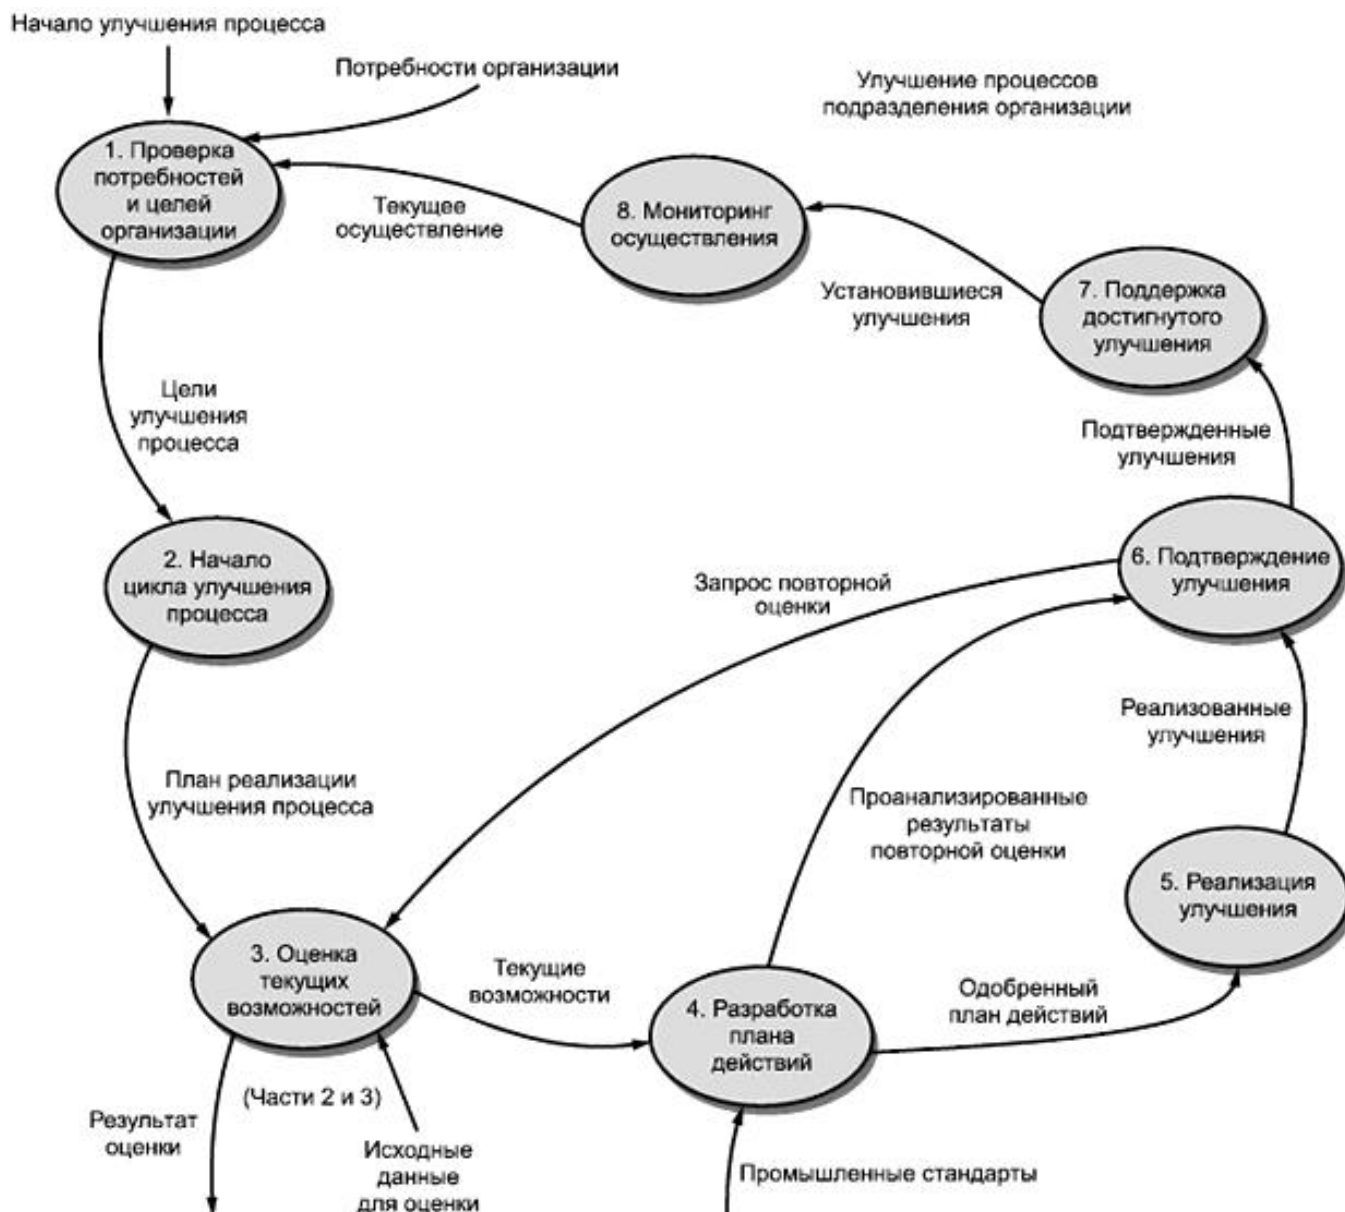 Начало улучшения процесса
Потребности организации
Улучшение процессов
подразделения организации
1. Проверка
потребностей
и целей
организации
Текущее
осуществление
8. Мониторинг
осуществления
Установившиеся
улучшения
7. Поддержка
достигнутого
улучшения
Цели
улучшения
процесса
Подтвержденные
улучшения
2. Начало
цикла улучшения
процесса
Запрос повторной
оценки
6. Подтверждение
улучшения
План реализации
улучшения процесса
Проанализированные
результаты
повторной оценки
Реализованные
улучшения
5. Реализация
улучшения
3. Оценка
текущих
возможностей
Текущие
возможности
4. Разработка
плана
действий
Одобренный
план действий
(Части 2 и 3)
Результат
оценки
Исходные
данные
для оценки
Промышленные стандарты